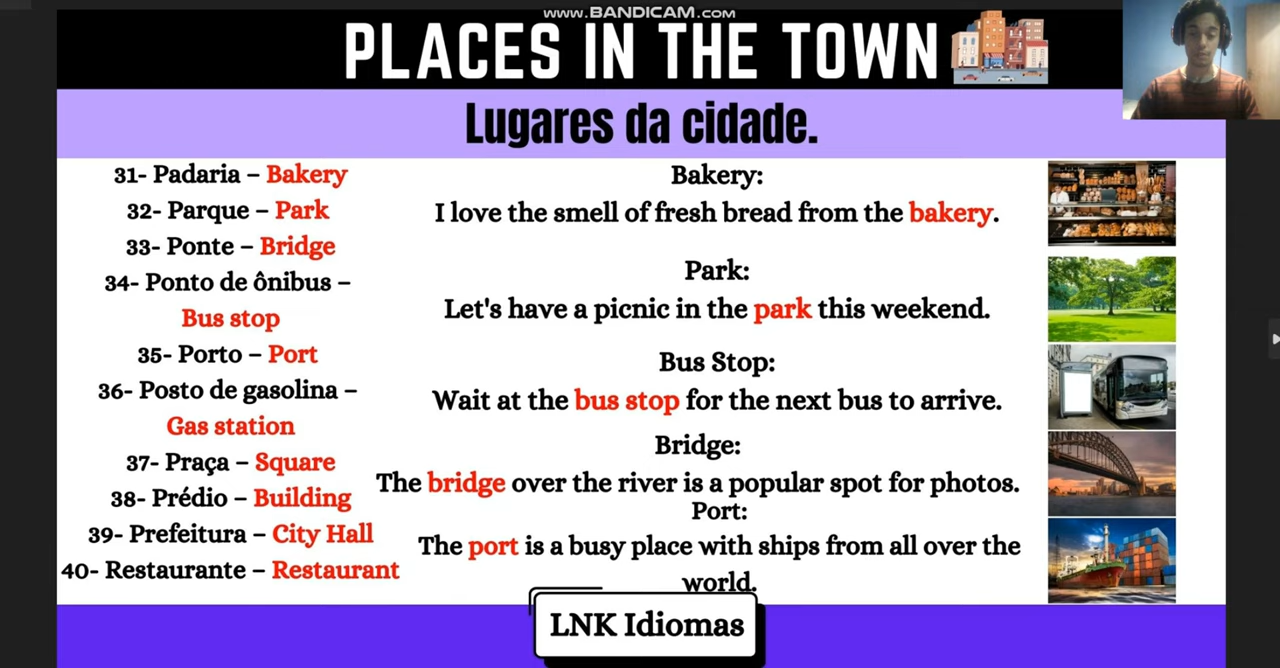 www.BANDICAM.com
PLACES IN THE TOWN
Lugares da cidade.
31- Padaria – Bakery
32- Parque – Park
33- Ponte – Bridge
34- Ponto de ônibus –
Bus stop
35- Porto – Port
36- Posto de gasolina –
Gas station
37- Praça – Square
38- Prédio – Building
39- Prefeitura – City Hall
40- Restaurante – Restaurant
Bakery:
I love the smell of fresh bread from the bakery.
Park:
Let's have a picnic in the park this weekend.
Bus Stop:
Wait at the bus stop for the next bus to arrive.
Bridge:
The bridge over the river is a popular spot for photos.
Port:
The port is a busy place with ships from all over the
world.
LNK Idiomas